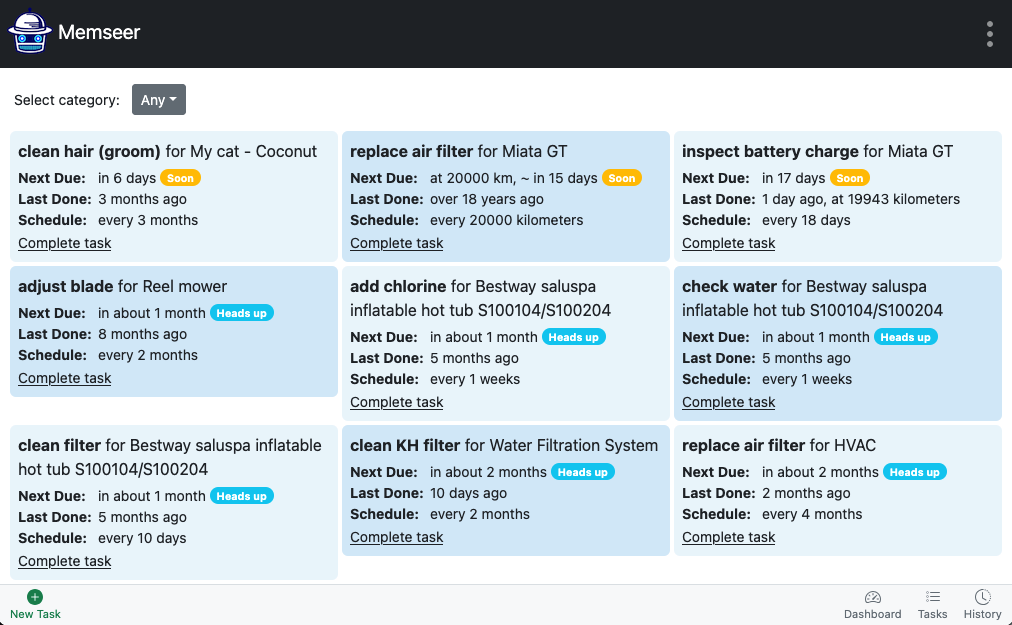 Memseer
Select category: Any
clean hair (groom) for My cat - Coconut
Next Due: in 6 days Soon
Last Done: 3 months ago
Schedule: every 3 months
Complete task
replace air filter for Miata GT
Next Due: at 20000 km, ~ in 15 days Soon
Last Done: over 18 years ago
Schedule: every 20000 kilometers
Complete task
inspect battery charge for Miata GT
Next Due: in 17 days Soon
Last Done: 1 day ago, at 19943 kilometers
Schedule: every 18 days
Complete task
adjust blade for Reel mower
Next Due: in about 1 month Heads up
Last Done: 8 months ago
Schedule: every 2 months
Complete task
add chlorine for Bestway saluspa
inflatable hot tub S100104/S100204
Next Due: in about 1 month Heads up
Last Done: 5 months ago
Schedule: every 1 weeks
Complete task
check water for Bestway saluspa
inflatable hot tub S100104/S100204
Next Due: in about 1 month Heads up
Last Done: 5 months ago
Schedule: every 1 weeks
Complete task
clean filter for Bestway saluspa inflatable
hot tub S100104/S100204
Next Due: in about 1 month Heads up
Last Done: 5 months ago
Schedule: every 10 days
Complete task
clean KH filter for Water Filtration System
Next Due: in about 2 months Heads up
Last Done: 10 days ago
Schedule: every 2 months
Complete task
replace air filter for HVAC
Next Due: in about 2 months Heads up
Last Done: 2 months ago
Schedule: every 4 months
Complete task
New Task
Dashboard
Tasks
History